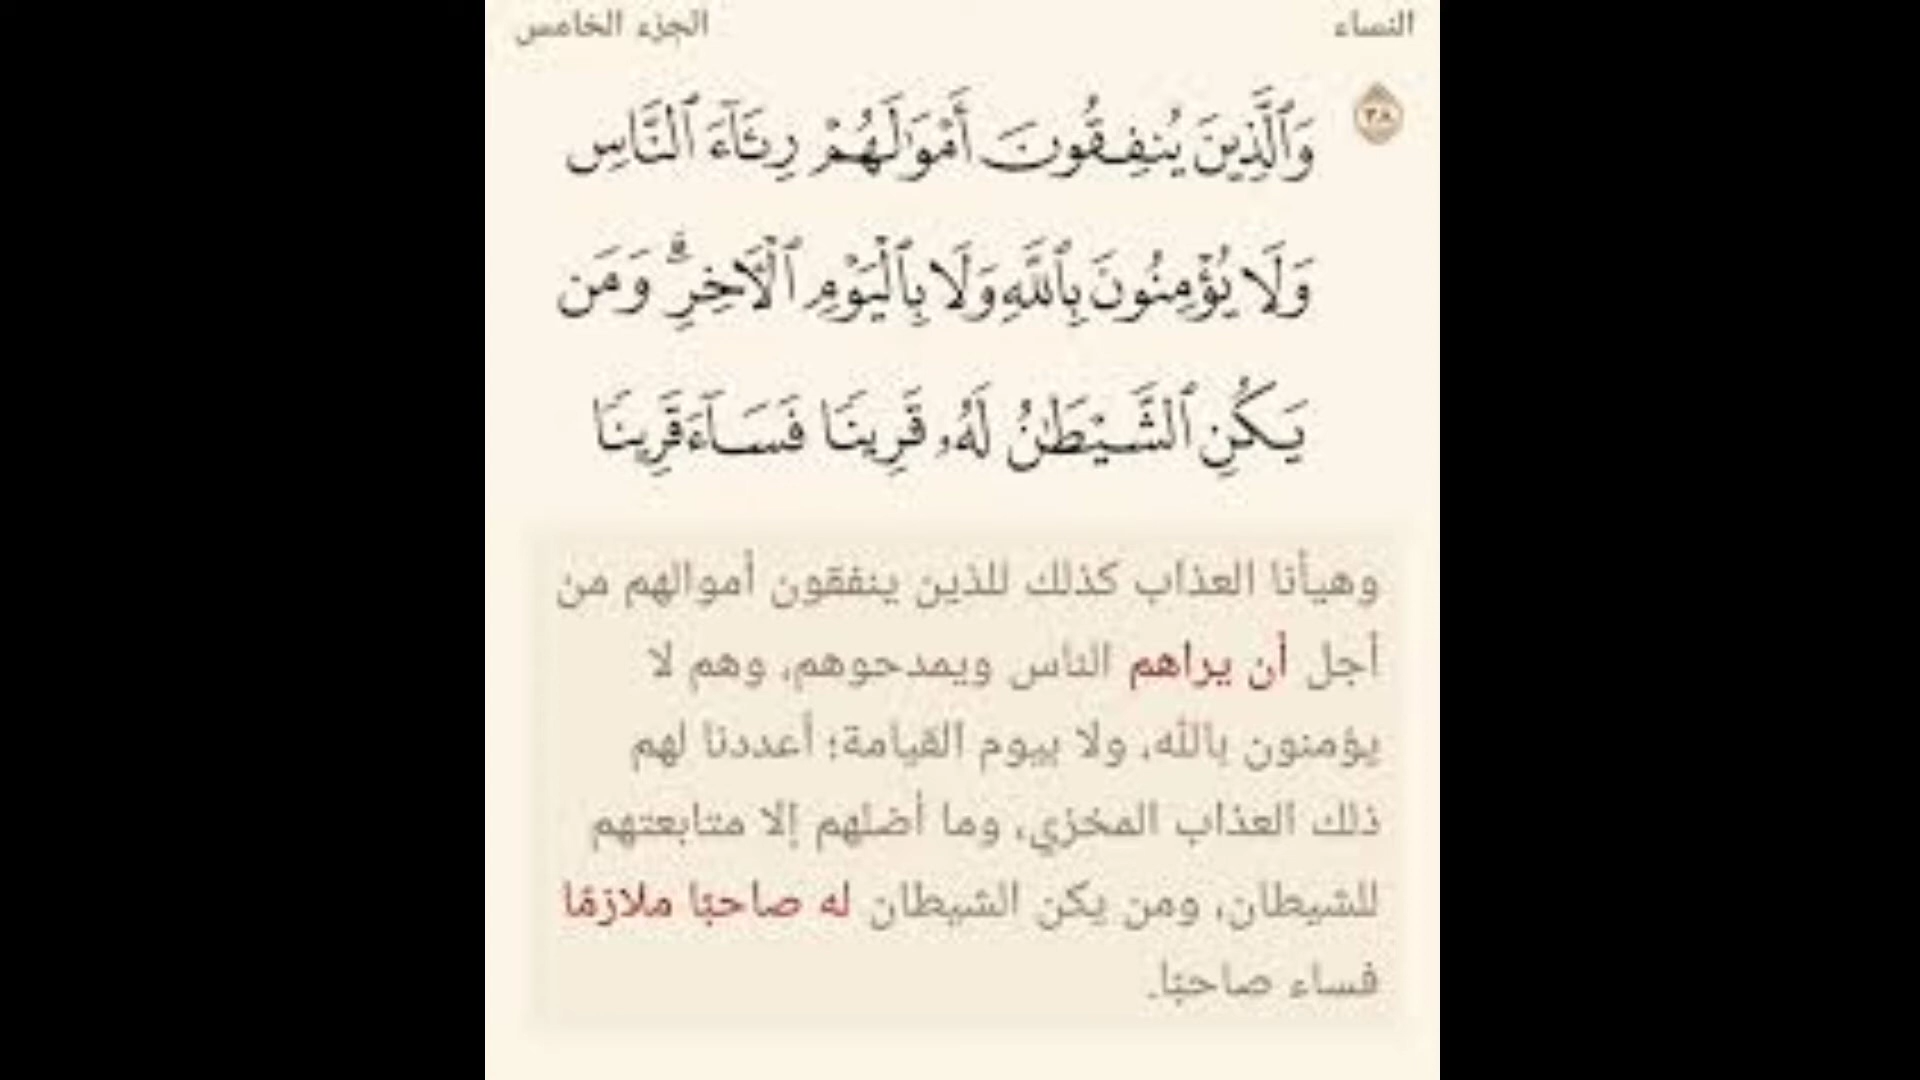 النساء
الجزء الخامس
٣٨
وَٱلَّذِينَ يُنفِقُونَ أَمْوَٰلَهُمْ رِئَآءَ ٱلنَّاسِ
وَلَا يُؤْمِنُونَ بِٱللَّهِ وَلَا بِٱلْيَوْمِ ٱلْأَخِرِ ۗ وَمَن
يَكُنِ ٱلشَّيْطَٰنُ لَهُۥ قَرِينًا فَسَآءَ قَرِينًا
وهيأنا العذاب كذلك للذين ينفقون أموالهم من
أجل أن يراهم الناس ويمدحوهم، وهم لا
يؤمنون بالله، ولا بيوم القيامة؛ أعددنا لهم
ذلك العذاب المخزي، وما أضلهم إلا متابعتهم
للشيطان، ومن يكن الشيطان له صاحبًا ملازمًا
فساء صاحبًا.